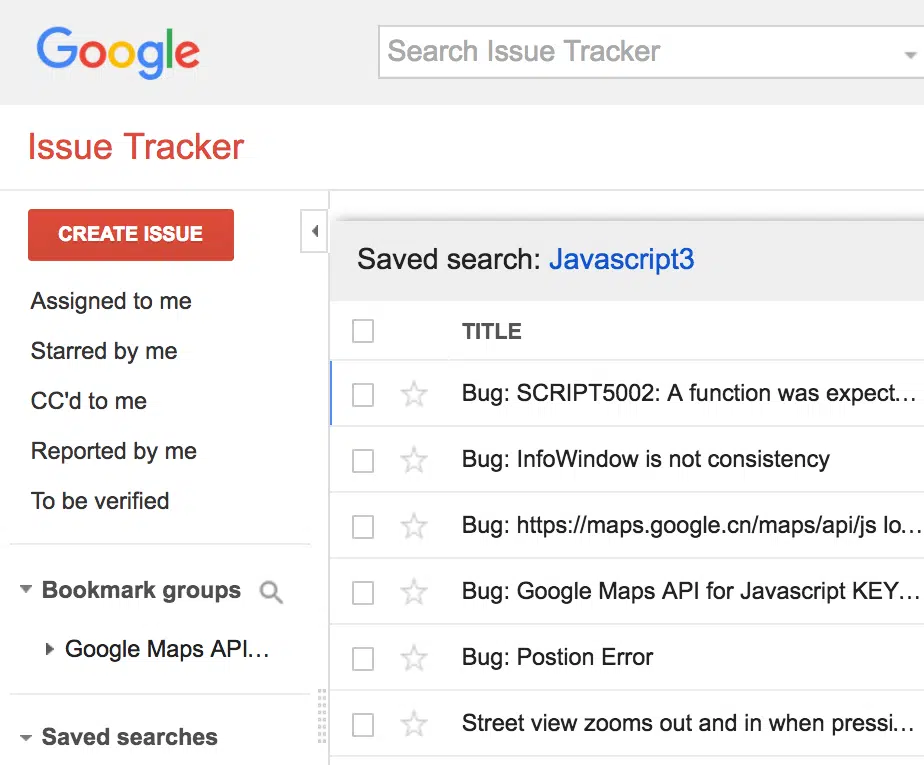 Google
Search Issue Tracker
Issue Tracker
CREATE ISSUE
Assigned to me
Starred by me
CC'd to me
Reported by me
To be verified
Bookmark groups
Google Maps API...
Saved searches
Saved search: Javascript3
TITLE
Bug: SCRIPT5002: A function was expect...
Bug: InfoWindow is not consistency
Bug: https://maps.google.cn/maps/api/js lo...
Bug: Google Maps API for Javascript KEY...
Bug: Postion Error
Street view zooms out and in when pressi...